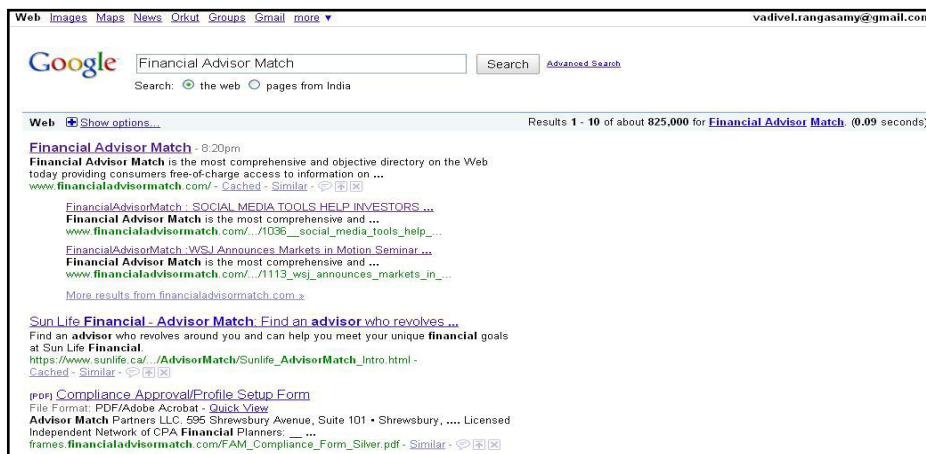 Web Images Maps News Orkut Groups Gmail more ▼ vadivel.rangasamy@gmail.com
Google Financial Advisor Match Search Advanced Search
Search: the web pages from India
Web Show options... Results 1 - 10 of about 825,000 for Financial Advisor Match. (0.09 seconds)
Financial Advisor Match - 8:20pm
Financial Advisor Match is the most comprehensive and objective directory on the Web
today providing consumers free-of-charge access to information on ...
www.financialadvisormatch.com/ - Cached - Similar -
FinancialAdvisorMatch : SOCIAL MEDIA TOOLS HELP INVESTORS ...
Financial Advisor Match is the most comprehensive and ...
www.financialadvisormatch.com/.../1036__social_media_tools_help_...
FinancialAdvisorMatch :WSJ Announces Markets in Motion Seminar ...
Financial Advisor Match is the most comprehensive and ...
www.financialadvisormatch.com/.../1113_wsj_announces_markets_in_...
More results from financialadvisormatch.com »
Sun Life Financial - Advisor Match: Find an advisor who revolves ...
Find an advisor who revolves around you and can help you meet your unique financial goals
at Sun Life Financial.
https://www.sunlife.ca/.../AdvisorMatch/Sunlife_AdvisorMatch_Intro.html -
Cached - Similar -
[PDF] Compliance Approval/Profile Setup Form
File Format: PDF/Adobe Acrobat - Quick View
Advisor Match Partners LLC. 595 Shrewsbury Avenue, Suite 101 • Shrewsbury, .... Licensed
Independent Network of CPA Financial Planners: __ ...
frames.financialadvisormatch.com/FAM_Compliance_Form_Silver.pdf - Similar -